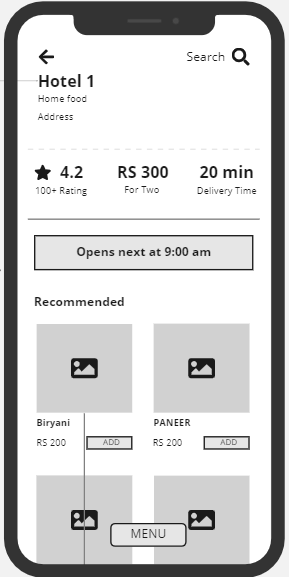 Search
Hotel 1
Home food
Address
4.2 RS 300 20 min
100+ Rating For Two Delivery Time
Opens next at 9:00 am
Recommended
Biryani PANEER
RS 200 ADD RS 200 ADD
MENU